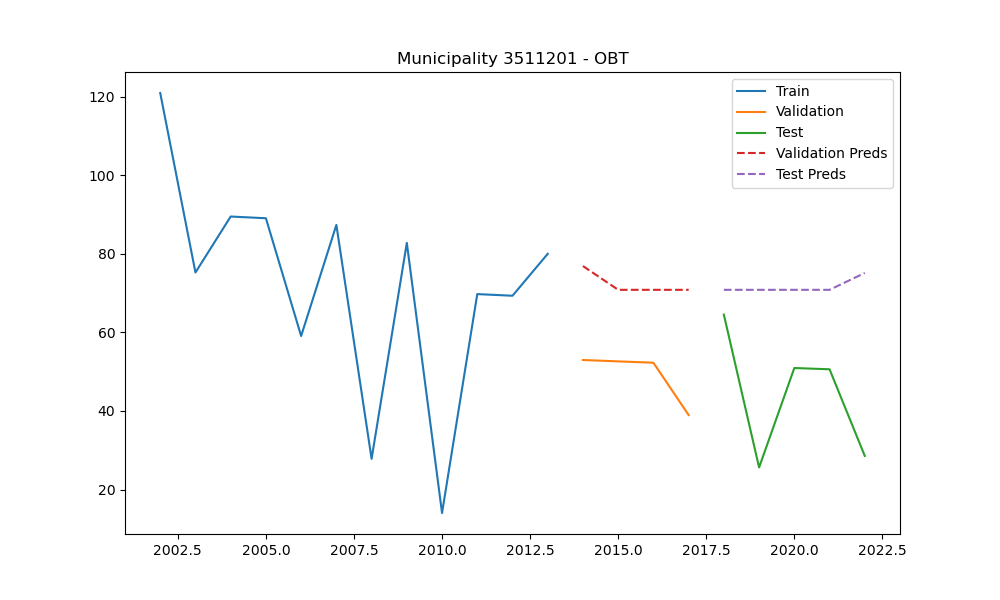 Municipality 3511201 - OBT
Train
Validation
Test
Validation Preds
Test Preds
120
100
80
60
40
20
2002.5 2005.0 2007.5 2010.0 2012.5 2015.0 2017.5 2020.0 2022.5